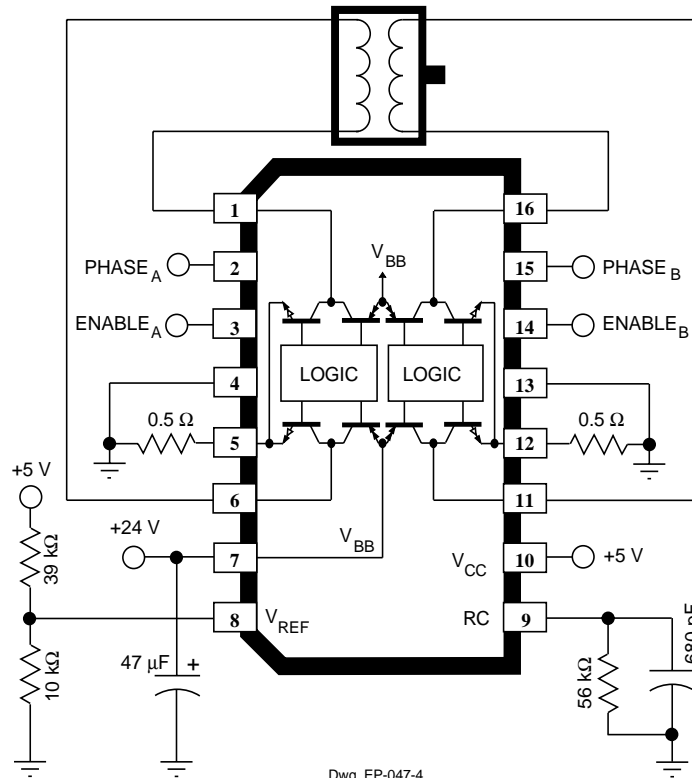 1
16
V_BB
PHASE_A
2
15
PHASE_B
ENABLE_A
3
14
ENABLE_B
LOGIC
LOGIC
4
13
0.5 Ω
5
12
0.5 Ω
+5 V
6
11
39 kΩ
+24 V
7
V_BB
V_CC
10
+5 V
8
V_REF
RC
9
10 kΩ
47 µF
+
56 kΩ
680 pF
Dwg. EP-047-4